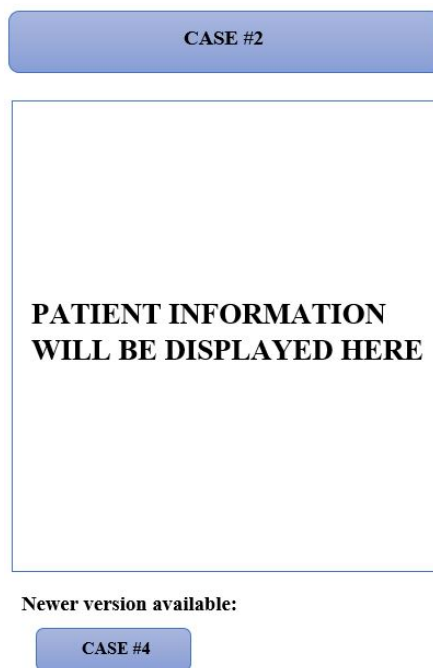 CASE #2
PATIENT INFORMATION
WILL BE DISPLAYED HERE
Newer version available:
CASE #4